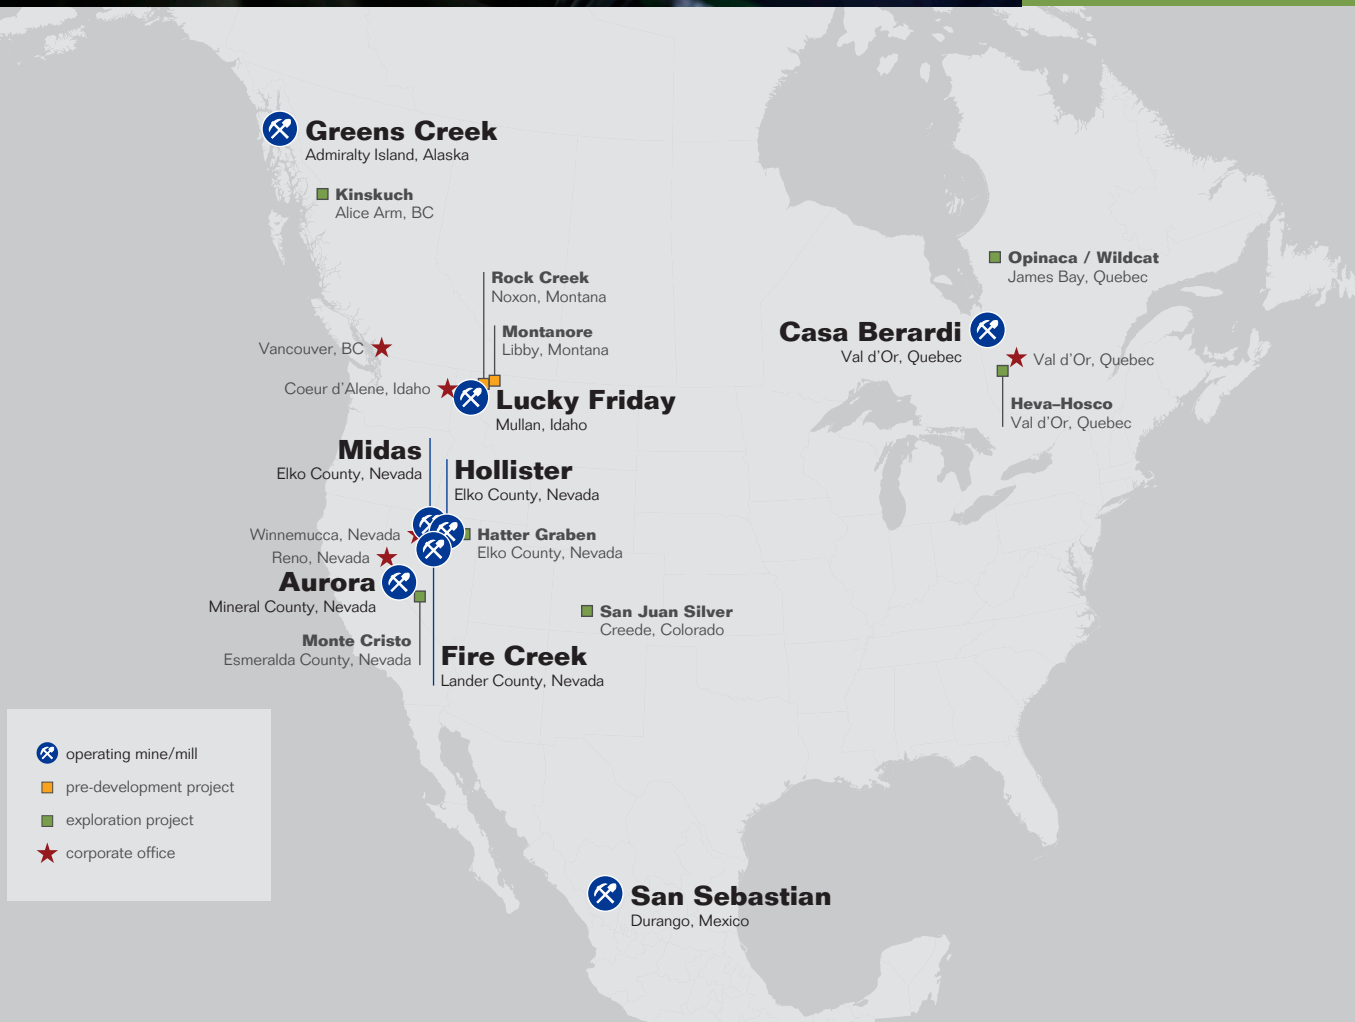 Greens Creek
Admiralty Island, Alaska
Kinskuch
Alice Arm, BC
Rock Creek
Noxon, Montana
Montanore
Libby, Montana
Vancouver, BC
Coeur d’Alene, Idaho
Lucky Friday
Mullan, Idaho
Opinaca / Wildcat
James Bay, Quebec
Casa Berardi
Val d’Or, Quebec
Val d’Or, Quebec
Heva–Hosco
Val d’Or, Quebec
Midas
Elko County, Nevada
Hollister
Elko County, Nevada
Winnemucca, Nevada
Hatter Graben
Elko County, Nevada
Reno, Nevada
Aurora
Mineral County, Nevada
Monte Cristo
Esmeralda County, Nevada
Fire Creek
Lander County, Nevada
San Juan Silver
Creede, Colorado
operating mine/mill
pre-development project
exploration project
corporate office
San Sebastian
Durango, Mexico